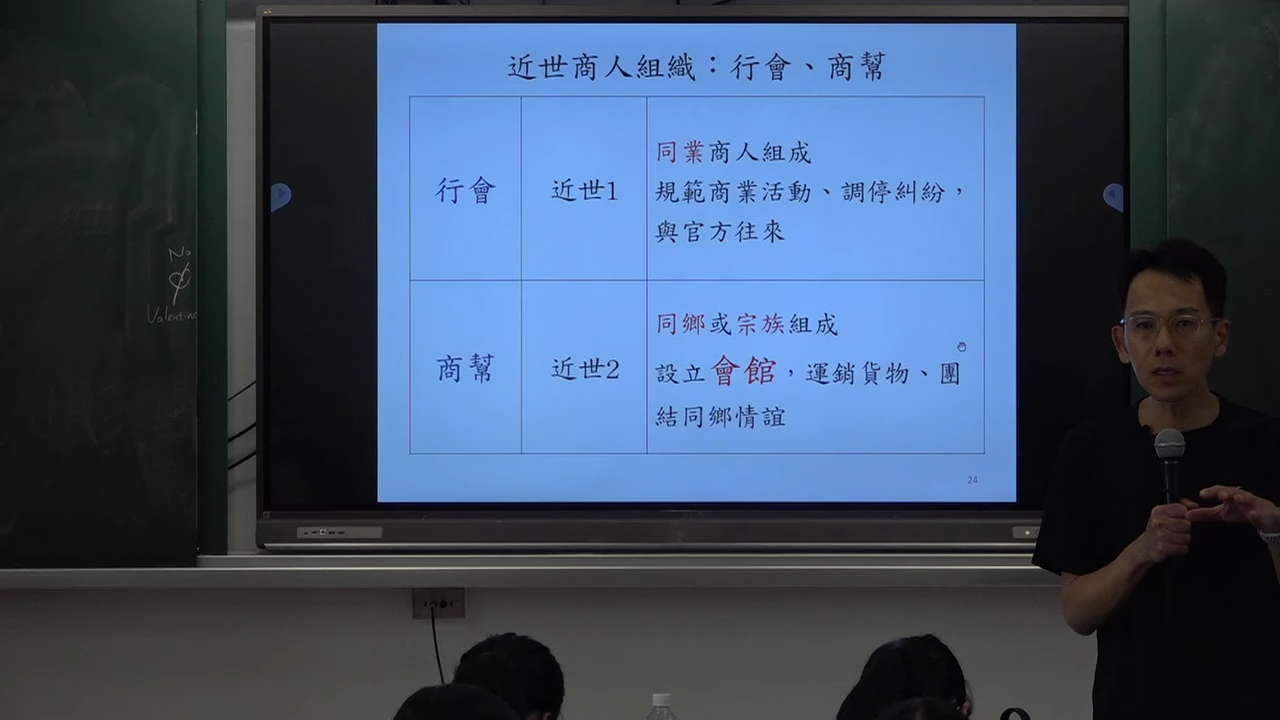 近世商人組織：行會、商幫
行會
近世1
同業商人組成
規範商業活動、調停糾紛，
與官方往來
商幫
近世2
同鄉或宗族組成
設立會館，運銷貨物、團
結同鄉情誼
24
No
Valentino